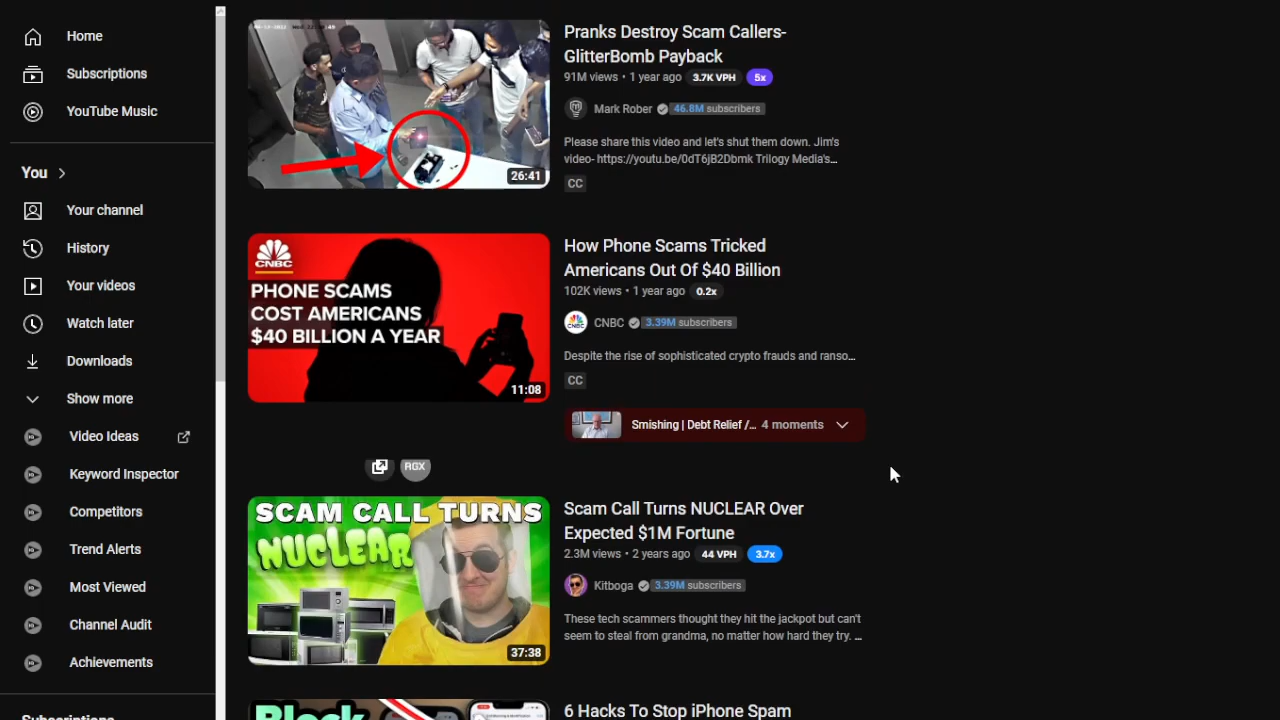 Home
Subscriptions
YouTube Music
You
Your channel
History
Your videos
Watch later
Downloads
Show more
Video Ideas
Keyword Inspector
Competitors
Trend Alerts
Most Viewed
Channel Audit
Achievements
Subscriptions
26:41
Pranks Destroy Scam Callers-
GlitterBomb Payback
91M views • 1 year ago 3.7K VPH 5x
Mark Rober 46.8M subscribers
Please share this video and let's shut them down. Jim's
video- https://youtu.be/0dT6jB2Dbmk Trilogy Media's...
CC
CNBC
PHONE SCAMS
COST AMERICANS
$40 BILLION A YEAR
11:08
How Phone Scams Tricked
Americans Out Of $40 Billion
102K views • 1 year ago 0.2x
CNBC 3.39M subscribers
Despite the rise of sophisticated crypto frauds and ranso...
CC
Smishing | Debt Relief /... 4 moments
SCAM CALL TURNS
NUCLEAR
37:38
Scam Call Turns NUCLEAR Over
Expected $1M Fortune
2.3M views • 2 years ago 44 VPH 3.7x
Kitboga 3.39M subscribers
These tech scammers thought they hit the jackpot but can't
seem to steal from grandma, no matter how hard they try. ...
Block
6 Hacks To Stop iPhone Spam